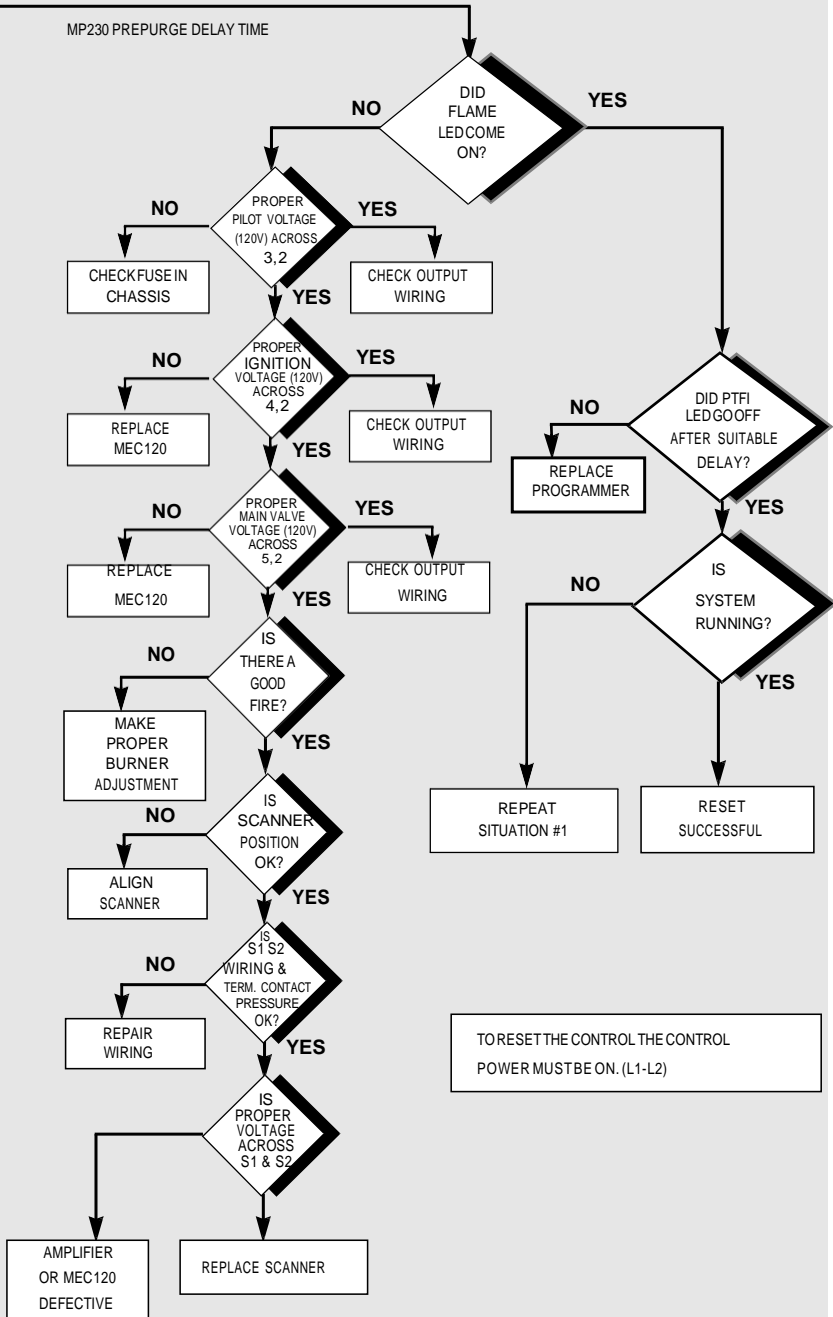 MP230 PREPURGE DELAY TIME
DID
FLAME
LED COME
ON?
NO
YES
PROPER
PILOT VOLTAGE
(120V) ACROSS
3,2
NO
YES
CHECK FUSE IN
CHASSIS
CHECK OUTPUT
WIRING
YES
PROPER
IGNITION
VOLTAGE (120V)
ACROSS
4,2
NO
YES
REPLACE
MEC120
CHECK OUTPUT
WIRING
YES
DID PTFI
LED GO OFF
AFTER SUITABLE
DELAY?
NO
REPLACE
PROGRAMMER
YES
PROPER
MAIN VALVE
VOLTAGE (120V)
ACROSS
5,2
NO
YES
REPLACE
MEC120
CHECK OUTPUT
WIRING
YES
IS
SYSTEM
RUNNING?
NO
YES
IS
THERE A
GOOD
FIRE?
NO
MAKE
PROPER
BURNER
ADJUSTMENT
YES
REPEAT
SITUATION #1
RESET
SUCCESSFUL
IS
SCANNER
POSITION
OK?
NO
ALIGN
SCANNER
YES
IS
S1 S2
WIRING &
TERM. CONTACT
PRESSURE
OK?
NO
REPAIR
WIRING
YES
TO RESET THE CONTROL THE CONTROL
POWER MUST BE ON. (L1-L2)
IS
PROPER
VOLTAGE
ACROSS
S1 & S2
AMPLIFIER
OR MEC120
DEFECTIVE
REPLACE SCANNER